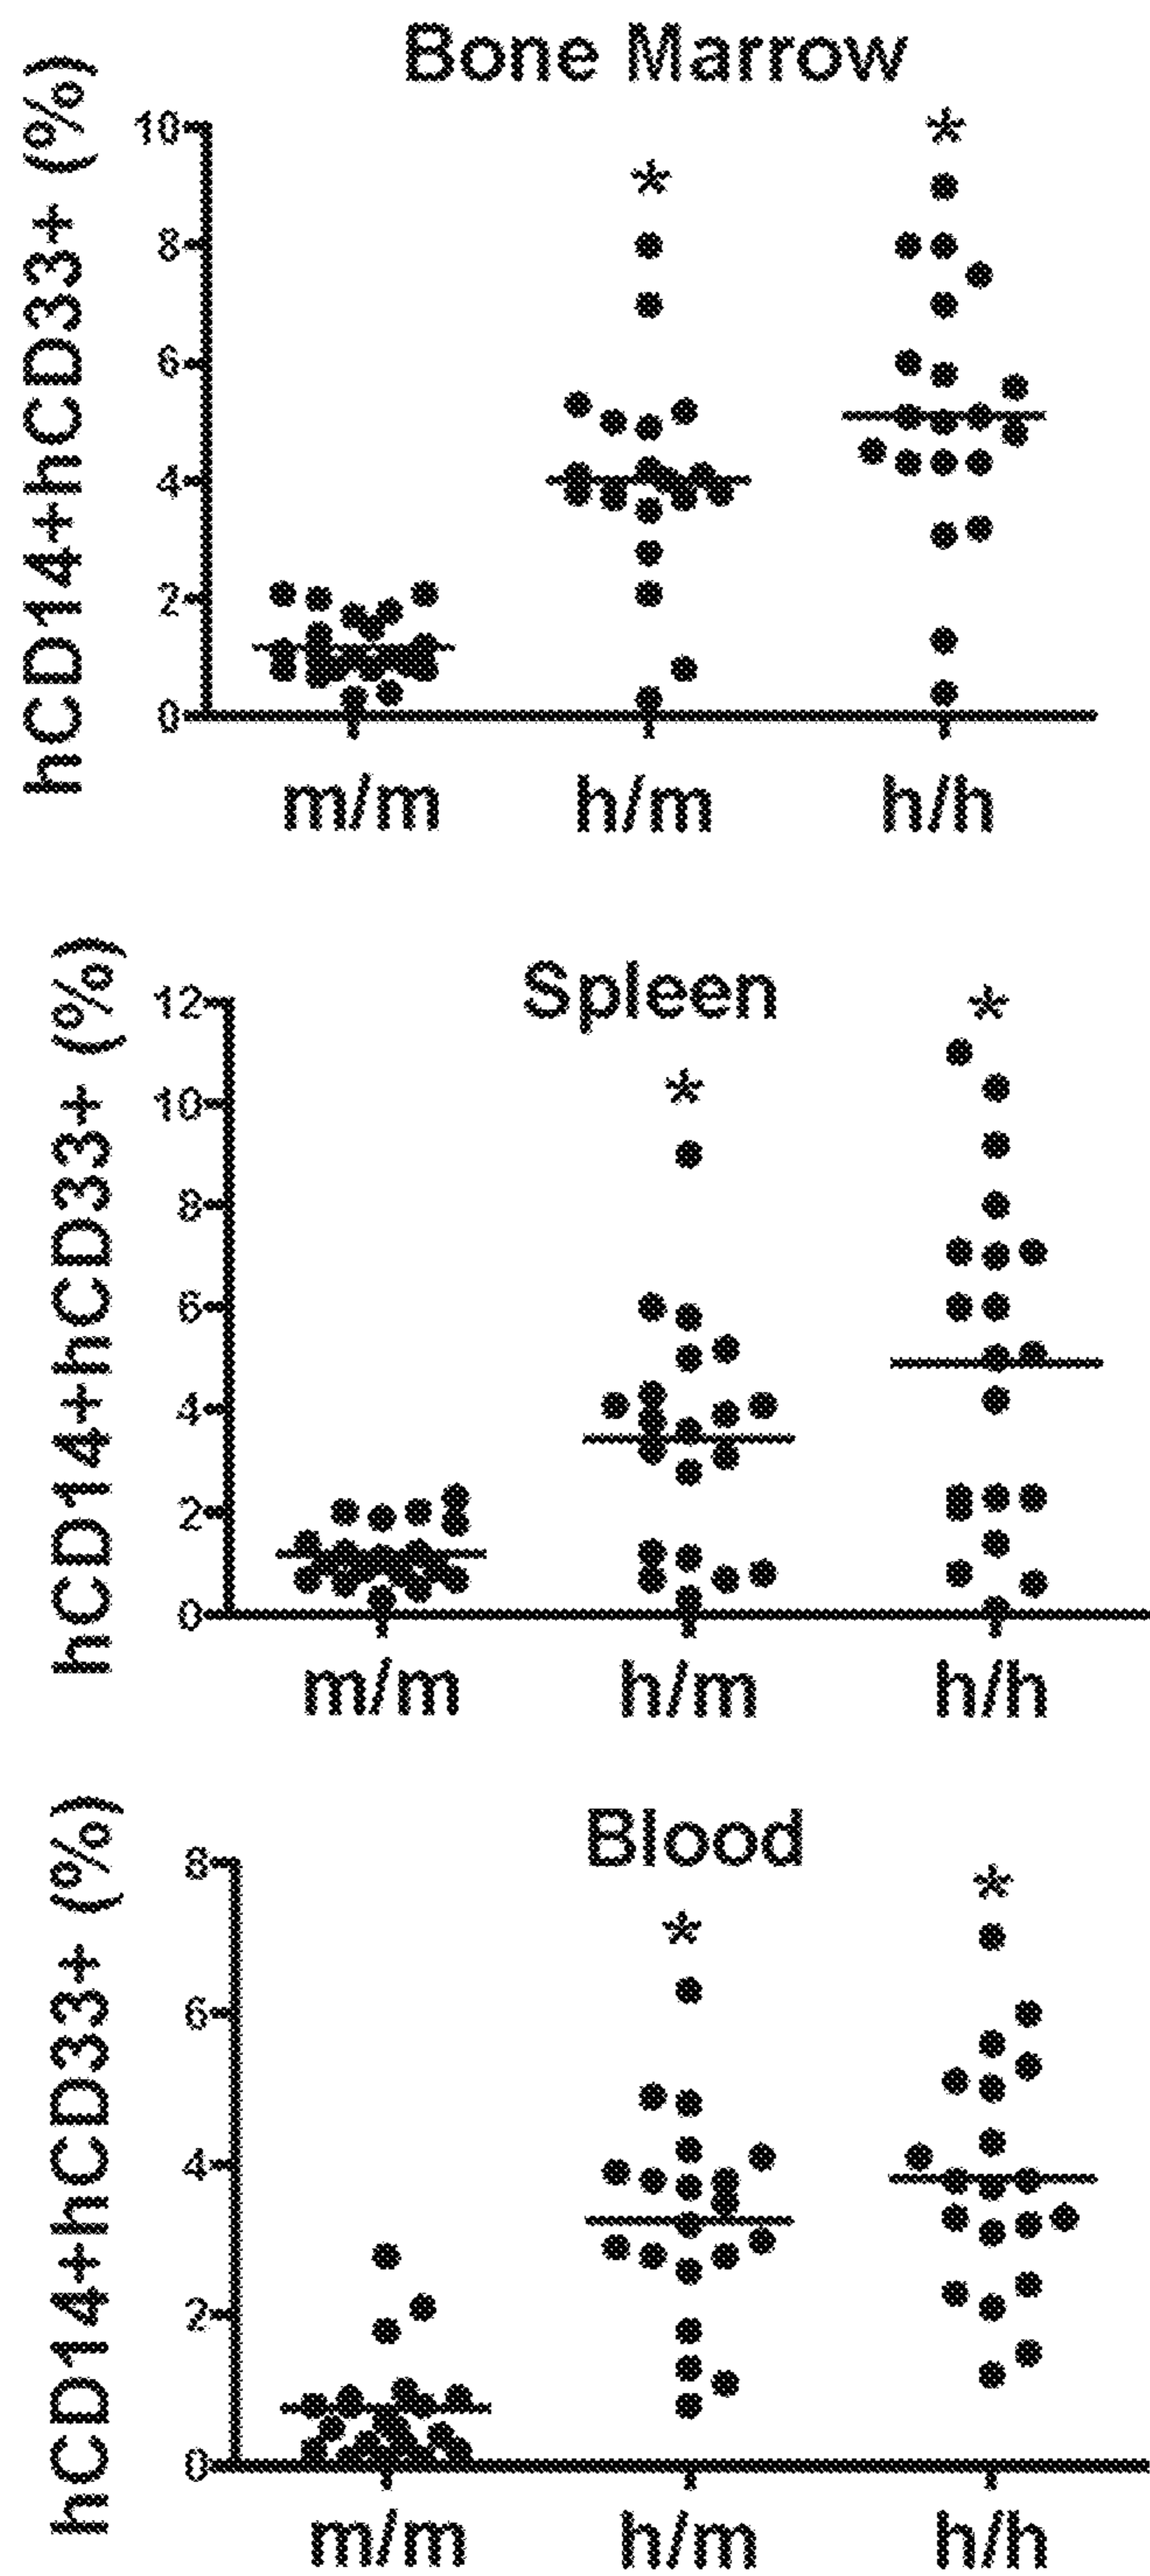 Bone Marrow
hCD14+hCD33+ (%)
10
*
*
8
6
4
2
0
m/m h/m h/h
Spleen
hCD14+hCD33+ (%)
12
*
10
*
8
6
4
2
0
m/m h/m h/h
Blood
hCD14+hCD33+ (%)
8
*
*
6
4
2
0
m/m h/m h/h